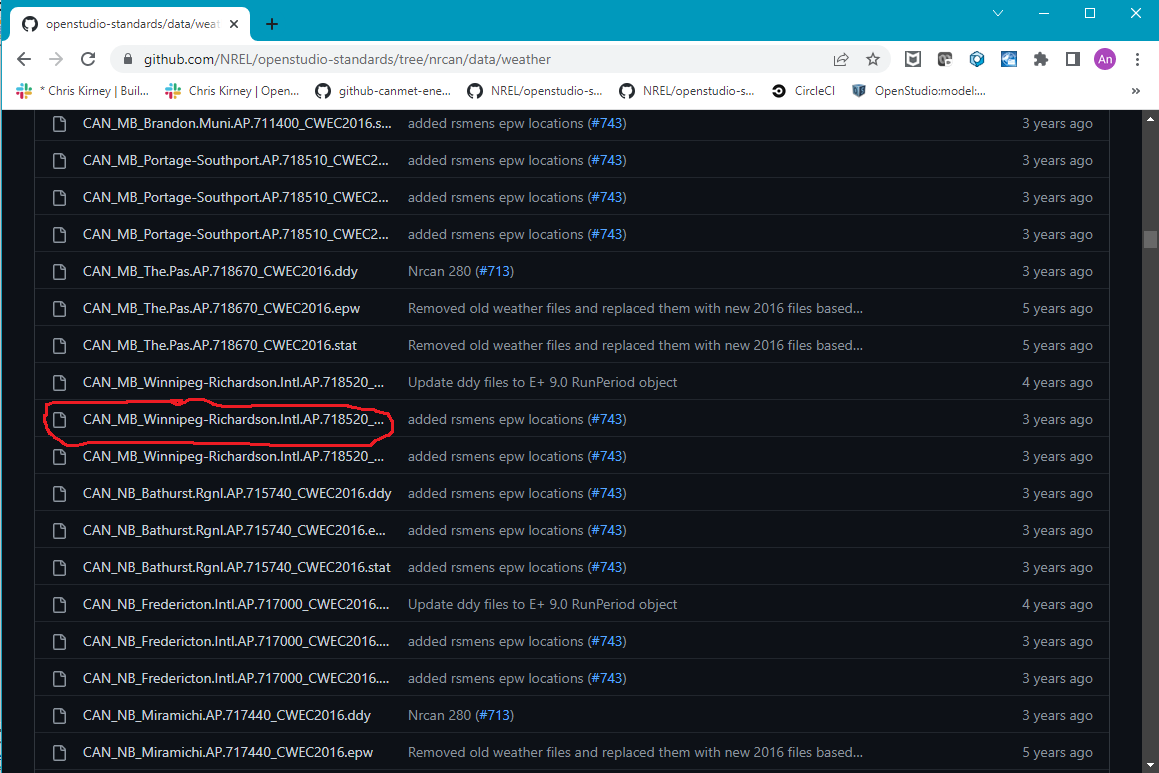 openstudio-standards/data/weat
github.com/NREL/openstudio-standards/tree/nrcan/data/weather
An
* Chris Kirney | Buil... Chris Kirney | Open... github-canmet-ene... NREL/openstudio-s... NREL/openstudio-s... CircleCI OpenStudio:model:... »
CAN_MB_Brandon.Muni.AP.711400_CWEC2016.s... added rsmens epw locations (#743) 3 years ago
CAN_MB_Portage-Southport.AP.718510_CWEC2... added rsmens epw locations (#743) 3 years ago
CAN_MB_Portage-Southport.AP.718510_CWEC2... added rsmens epw locations (#743) 3 years ago
CAN_MB_Portage-Southport.AP.718510_CWEC2... added rsmens epw locations (#743) 3 years ago
CAN_MB_The.Pas.AP.718670_CWEC2016.ddy Nrcan 280 (#713) 3 years ago
CAN_MB_The.Pas.AP.718670_CWEC2016.epw Removed old weather files and replaced them with new 2016 files based... 5 years ago
CAN_MB_The.Pas.AP.718670_CWEC2016.stat Removed old weather files and replaced them with new 2016 files based... 5 years ago
CAN_MB_Winnipeg-Richardson.Intl.AP.718520_... Update ddy files to E+ 9.0 RunPeriod object 4 years ago
CAN_MB_Winnipeg-Richardson.Intl.AP.718520_... added rsmens epw locations (#743) 3 years ago
CAN_MB_Winnipeg-Richardson.Intl.AP.718520_... added rsmens epw locations (#743) 3 years ago
CAN_NB_Bathurst.Rgnl.AP.715740_CWEC2016.ddy added rsmens epw locations (#743) 3 years ago
CAN_NB_Bathurst.Rgnl.AP.715740_CWEC2016.e... added rsmens epw locations (#743) 3 years ago
CAN_NB_Bathurst.Rgnl.AP.715740_CWEC2016.stat added rsmens epw locations (#743) 3 years ago
CAN_NB_Fredericton.Intl.AP.717000_CWEC2016.... Update ddy files to E+ 9.0 RunPeriod object 4 years ago
CAN_NB_Fredericton.Intl.AP.717000_CWEC2016.... added rsmens epw locations (#743) 3 years ago
CAN_NB_Fredericton.Intl.AP.717000_CWEC2016.... added rsmens epw locations (#743) 3 years ago
CAN_NB_Miramichi.AP.717440_CWEC2016.ddy Nrcan 280 (#713) 3 years ago
CAN_NB_Miramichi.AP.717440_CWEC2016.epw Removed old weather files and replaced them with new 2016 files based... 5 years ago